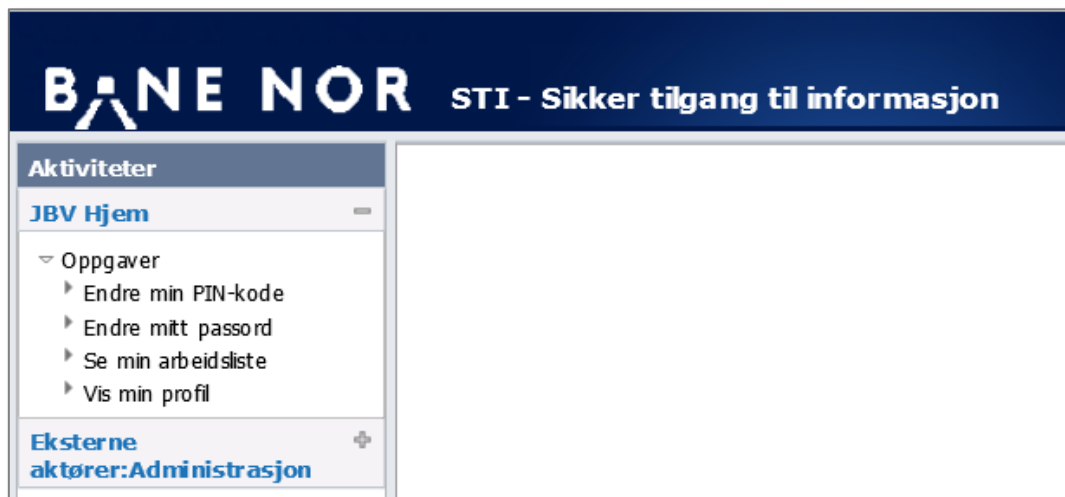 BANE NOR STI - Sikker tilgang til informasjon
Aktiviteter
JBV Hjem
Oppgaver
Endre min PIN-kode
Endre mitt passord
Se min arbeidsliste
Vis min profil
Eksterne
aktører:Administrasjon